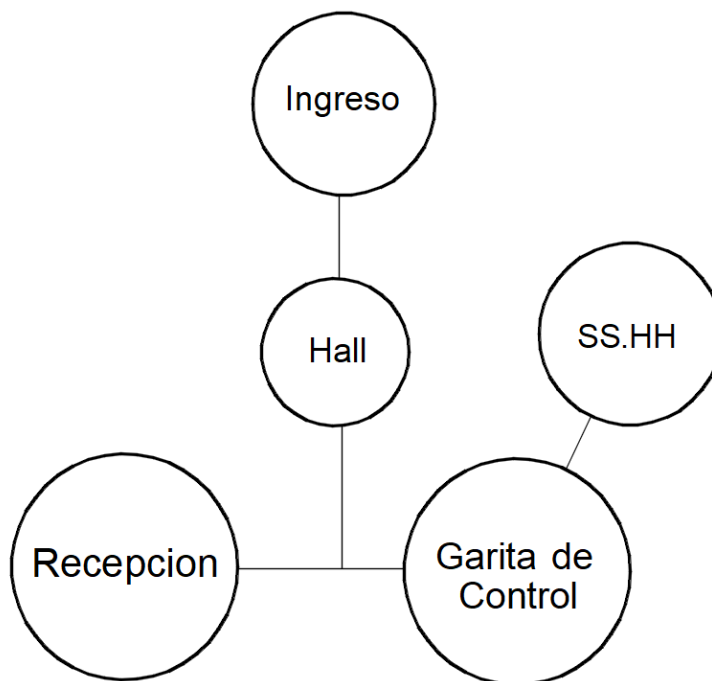 Ingreso
Hall
SS.HH
Recepcion
Garita de
Control